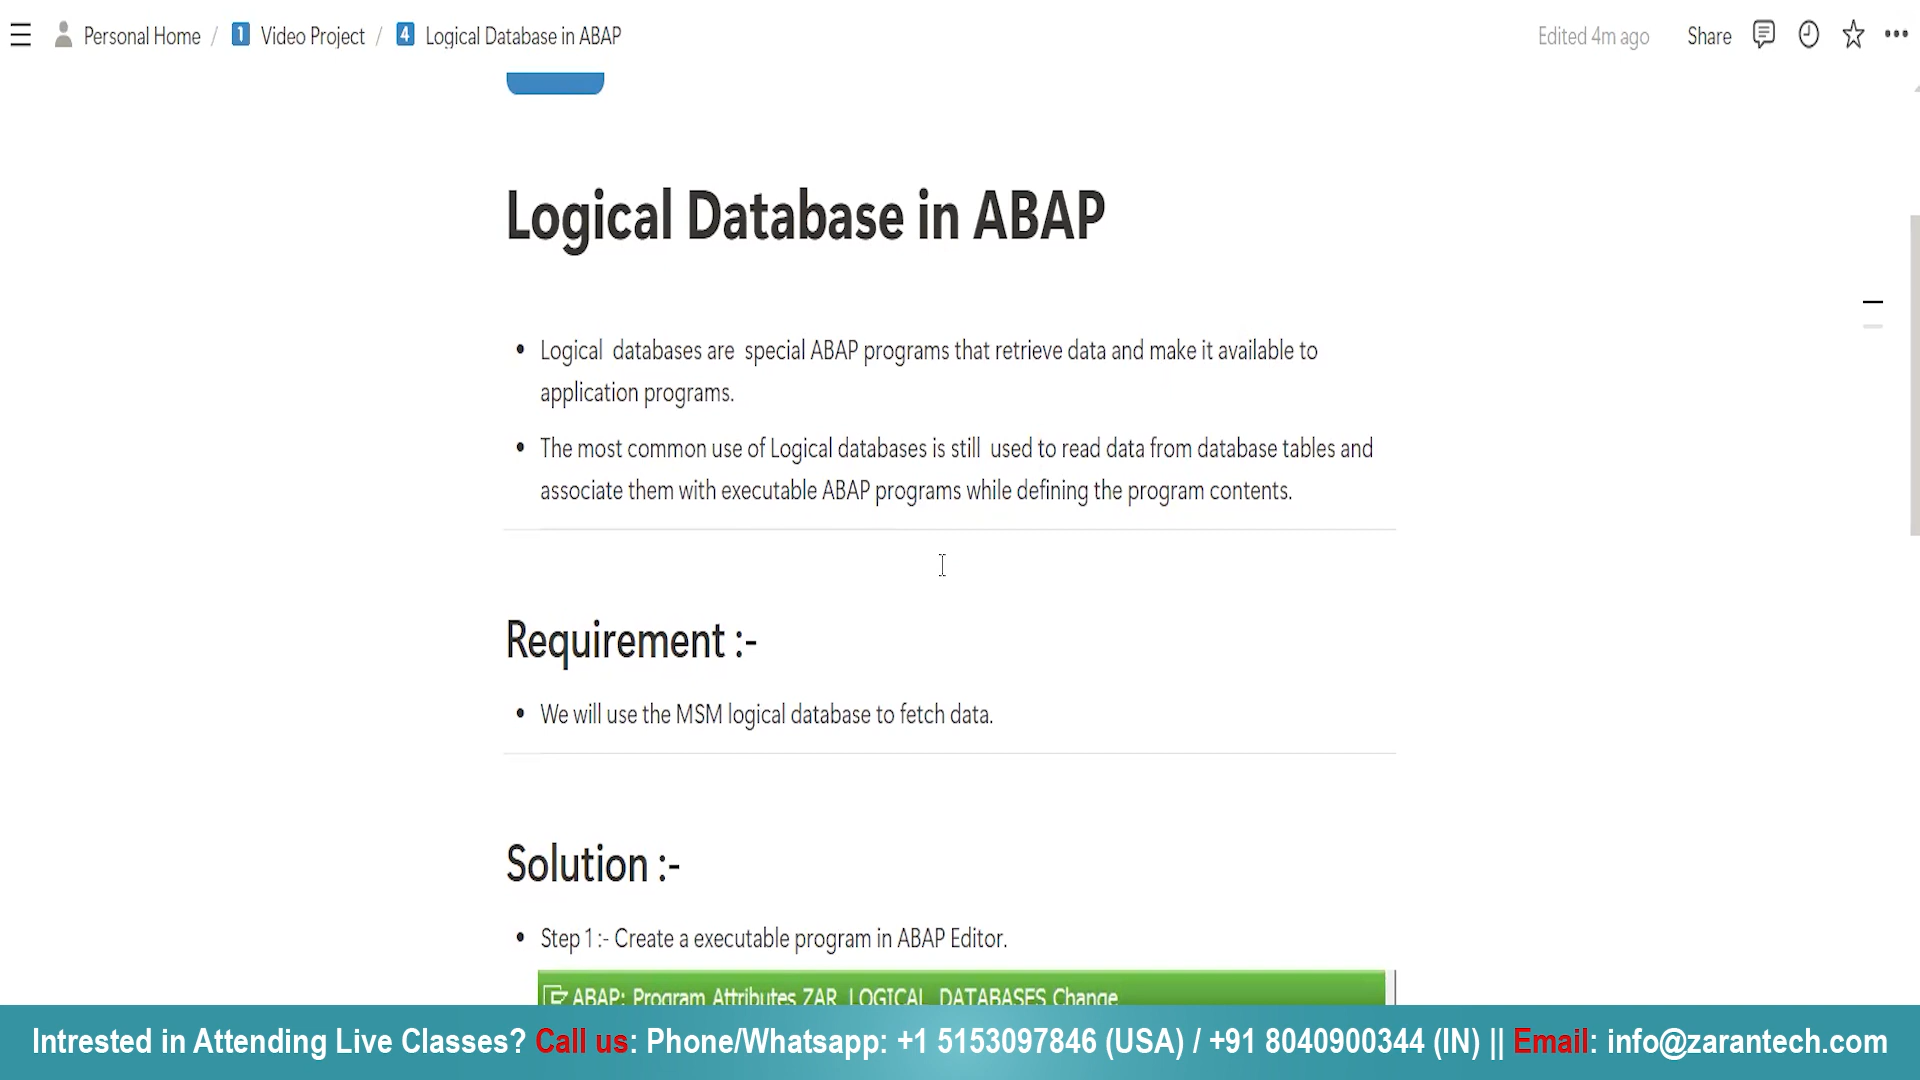 Personal Home / 1 Video Project / 4 Logical Database in ABAP
Edited 4m ago Share
Logical Database in ABAP
• Logical databases are special ABAP programs that retrieve data and make it available to
application programs.
• The most common use of Logical databases is still used to read data from database tables and
associate them with executable ABAP programs while defining the program contents.
Requirement :-
• We will use the MSM logical database to fetch data.
Solution :-
• Step 1 :- Create a executable program in ABAP Editor.
ABAP: Program Attributes ZAR_LOGICAL_DATABASES Change
Intrested in Attending Live Classes? Call us: Phone/Whatsapp: +1 5153097846 (USA) / +91 8040900344 (IN) || Email: info@zarantech.com